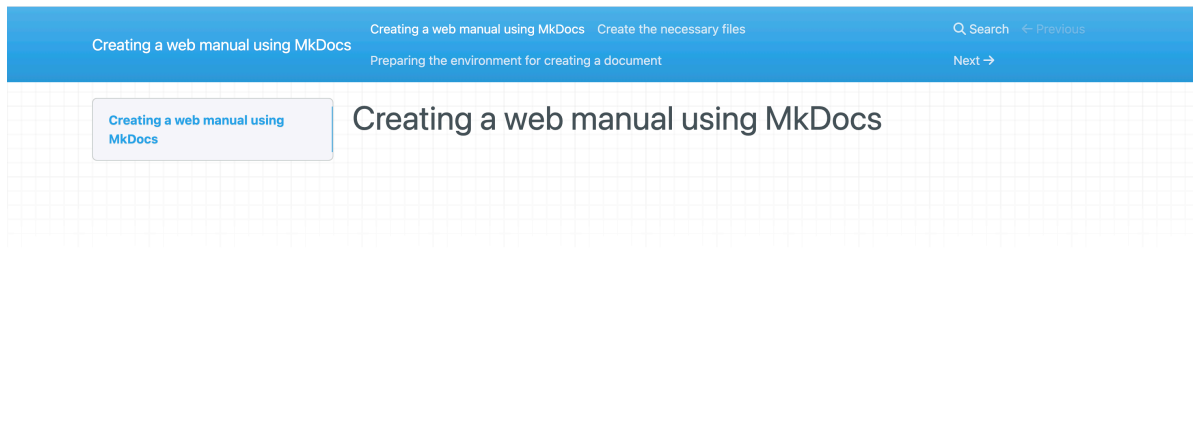 Creating a web manual using MkDocs
Creating a web manual using MkDocs Create the necessary files
Preparing the environment for creating a document
Search ← Previous
Next →
Creating a web manual using
MkDocs
Creating a web manual using MkDocs